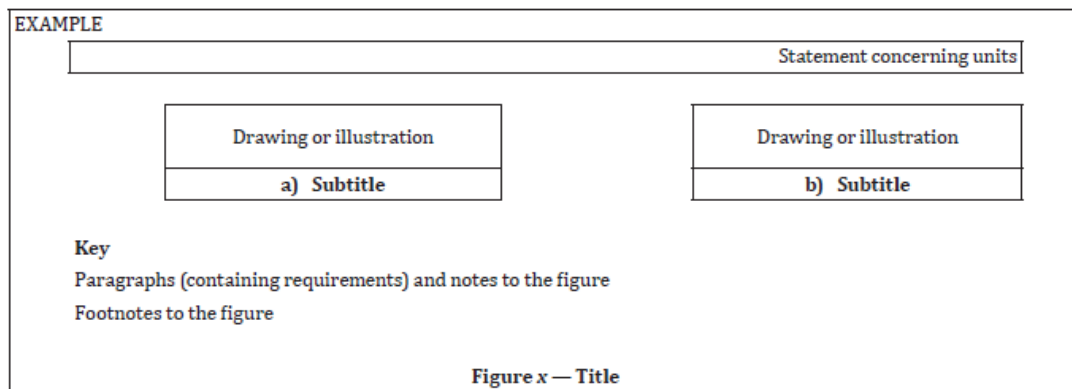 EXAMPLE
Statement concerning units
Drawing or illustration
a) Subtitle
Drawing or illustration
b) Subtitle
Key
Paragraphs (containing requirements) and notes to the figure
Footnotes to the figure
Figure x — Title